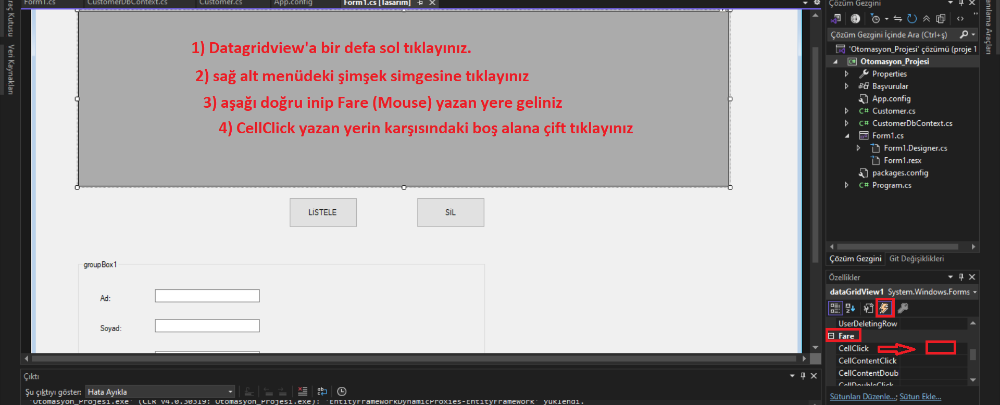 Form1.cs
CustomerDbContext.cs
Customer.cs
App.config
Form1.cs [Tasarım]
Araç Kutusu
Veri Kaynakları
1) Datagridview'a bir defa sol tıklayınız.
2) sağ alt menüdeki şimşek simgesine tıklayınız
3) aşağı doğru inip Fare (Mouse) yazan yere geliniz
4) CellClick yazan yerin karşısındaki boş alana çift tıklayınız
LİSTELE
SİL
groupBox1
Ad:
Soyad:
Çıktı
Şu çıktıyı göster:
Hata Ayıkla
'Otomasyon_Projesi.exe' (CLR v4.0.30319: Otomasyon_Projesi.exe): 'EntityFrameworkDynamicProxies-EntityFramework' yüklendi.
Çözüm Gezgini
Çözüm Gezgini İçinde Ara (Ctrl+ş)
'Otomasyon_Projesi' çözümü (proje 1
C# Otomasyon_Projesi
Properties
Başvurular
App.config
C# Customer.cs
C# CustomerDbContext.cs
Form1.cs
Form1.Designer.cs
Form1.resx
packages.config
C# Program.cs
Çözüm Gezgini
Git Değişiklikleri
Özellikler
dataGridView1 System.Windows.Forms
UserDeletingRow
Fare
CellClick
CellContentClick
CellContentDoub
CellDoubleClick
Sütunları Düzenle...; Sütun Ekle...